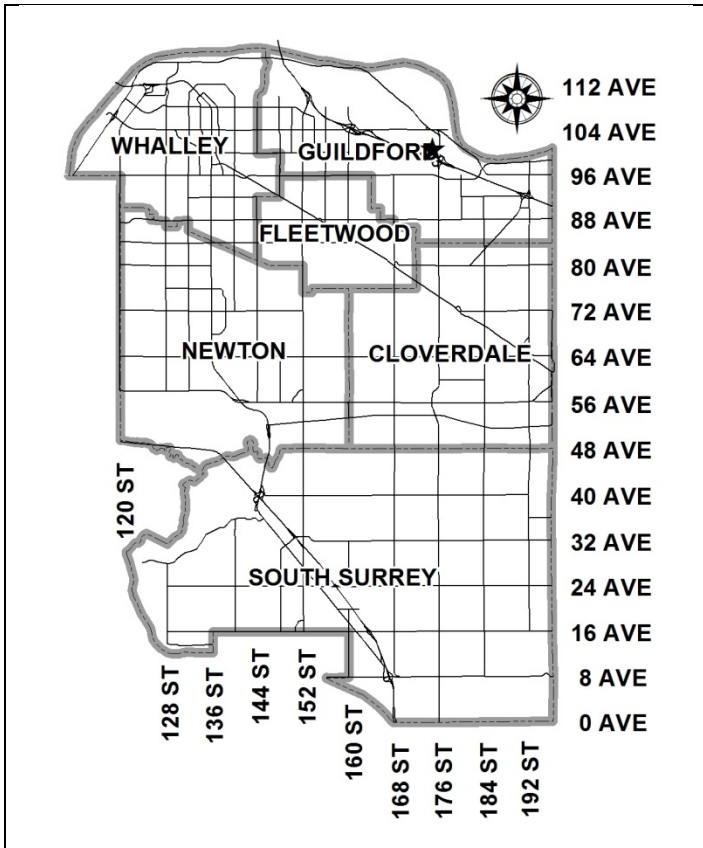 112 AVE
104 AVE
WHALLEY
GUILDFORD
96 AVE
88 AVE
FLEETWOOD
80 AVE
72 AVE
NEWTON
CLOVERDALE
64 AVE
56 AVE
48 AVE
120 ST
40 AVE
32 AVE
SOUTH SURREY
24 AVE
16 AVE
128 ST
136 ST
144 ST
152 ST
160 ST
8 AVE
0 AVE
168 ST
176 ST
184 ST
192 ST